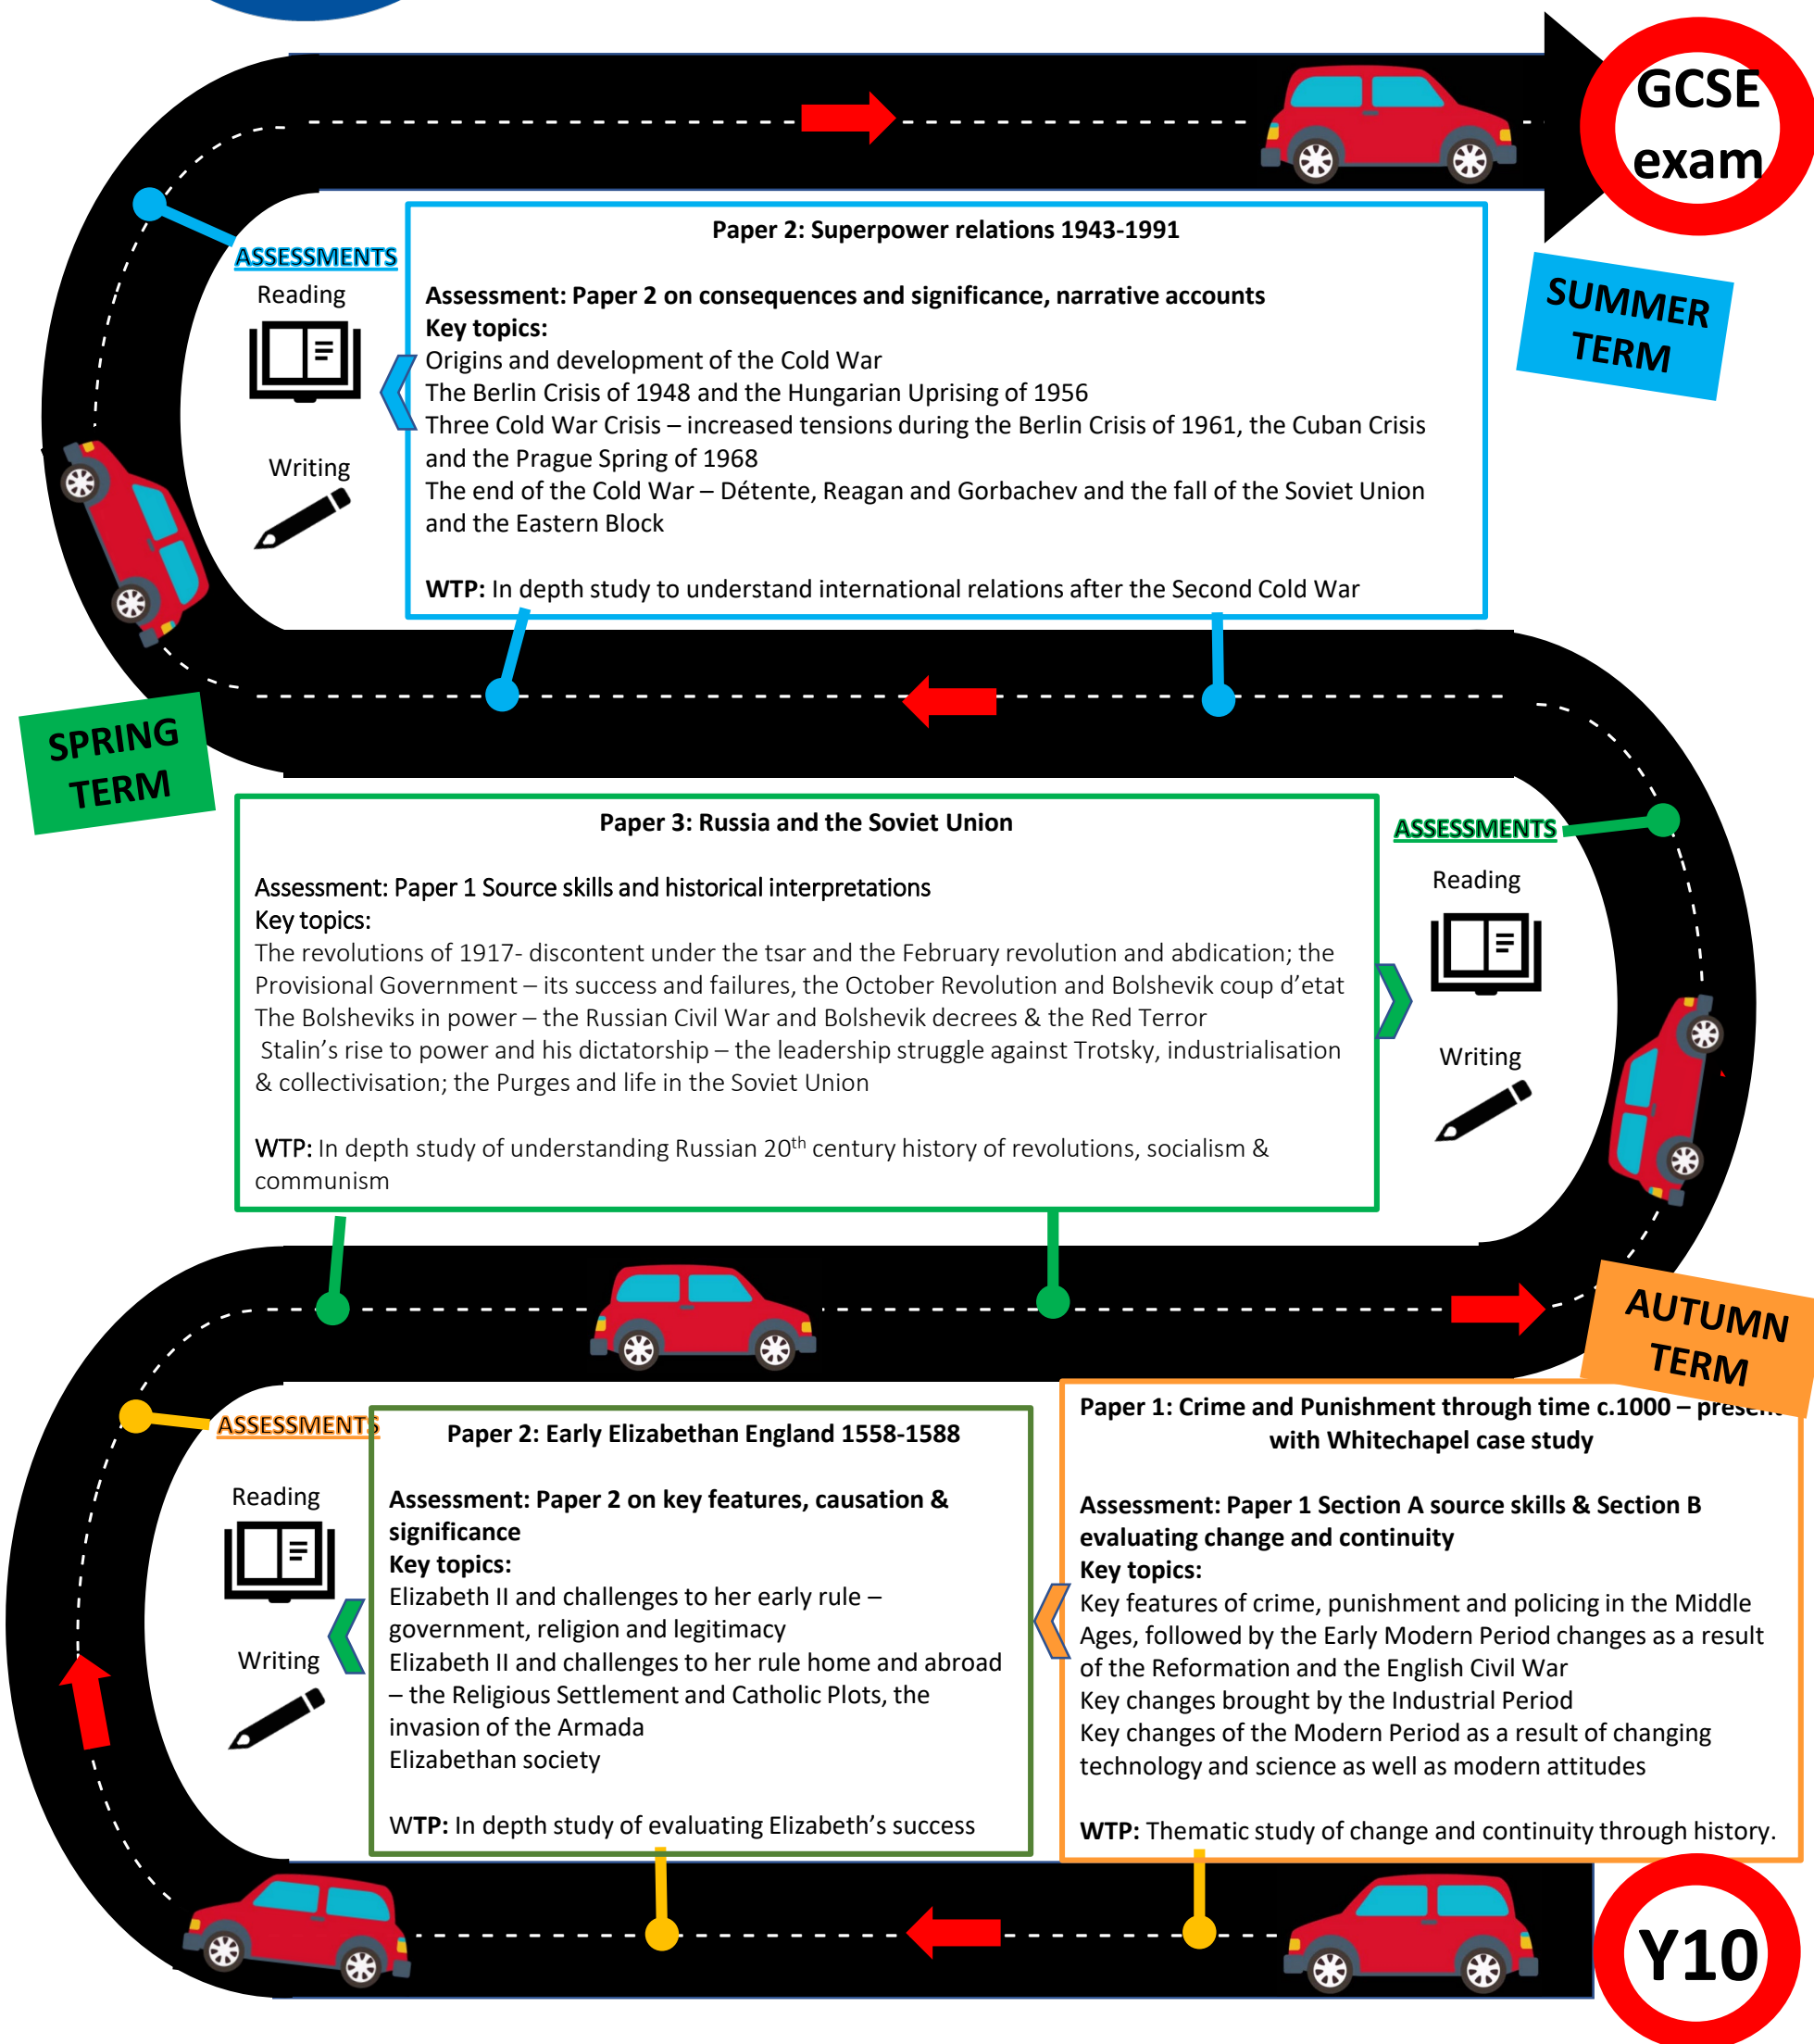 GCSE
exam
Paper 2: Superpower relations 1943-1991
ASSESSMENTS
Reading
Writing
Assessment: Paper 2 on consequences and significance, narrative accounts
Key topics:
Origins and development of the Cold War
The Berlin Crisis of 1948 and the Hungarian Uprising of 1956
Three Cold War Crisis – increased tensions during the Berlin Crisis of 1961, the Cuban Crisis
and the Prague Spring of 1968
The end of the Cold War – Détente, Reagan and Gorbachev and the fall of the Soviet Union
and the Eastern Block
WTP: In depth study to understand international relations after the Second Cold War
SUMMER
TERM
SPRING
TERM
Paper 3: Russia and the Soviet Union
Assessment: Paper 1 Source skills and historical interpretations
Key topics:
The revolutions of 1917- discontent under the tsar and the February revolution and abdication; the
Provisional Government – its success and failures, the October Revolution and Bolshevik coup d’etat
The Bolsheviks in power – the Russian Civil War and Bolshevik decrees & the Red Terror
Stalin’s rise to power and his dictatorship – the leadership struggle against Trotsky, industrialisation
& collectivisation; the Purges and life in the Soviet Union
WTP: In depth study of understanding Russian 20th century history of revolutions, socialism &
communism
ASSESSMENTS
Reading
Writing
AUTUMN
TERM
ASSESSMENTS
Reading
Writing
Paper 2: Early Elizabethan England 1558-1588
Assessment: Paper 2 on key features, causation &
significance
Key topics:
Elizabeth II and challenges to her early rule –
government, religion and legitimacy
Elizabeth II and challenges to her rule home and abroad
– the Religious Settlement and Catholic Plots, the
invasion of the Armada
Elizabethan society
WTP: In depth study of evaluating Elizabeth’s success
Paper 1: Crime and Punishment through time c.1000 – present
with Whitechapel case study
Assessment: Paper 1 Section A source skills & Section B
evaluating change and continuity
Key topics:
Key features of crime, punishment and policing in the Middle
Ages, followed by the Early Modern Period changes as a result
of the Reformation and the English Civil War
Key changes brought by the Industrial Period
Key changes of the Modern Period as a result of changing
technology and science as well as modern attitudes
WTP: Thematic study of change and continuity through history.
Y10